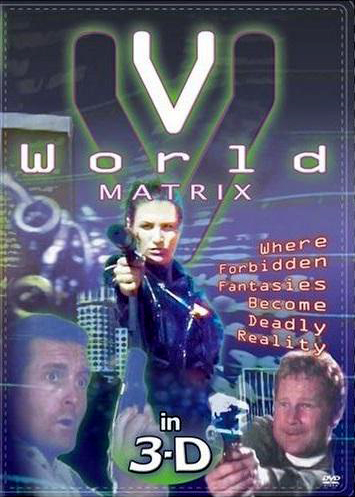 V
World
MATRIX
Where
Forbidden
Fantasies
Become
Deadly
Reality
in
3-D
DVD